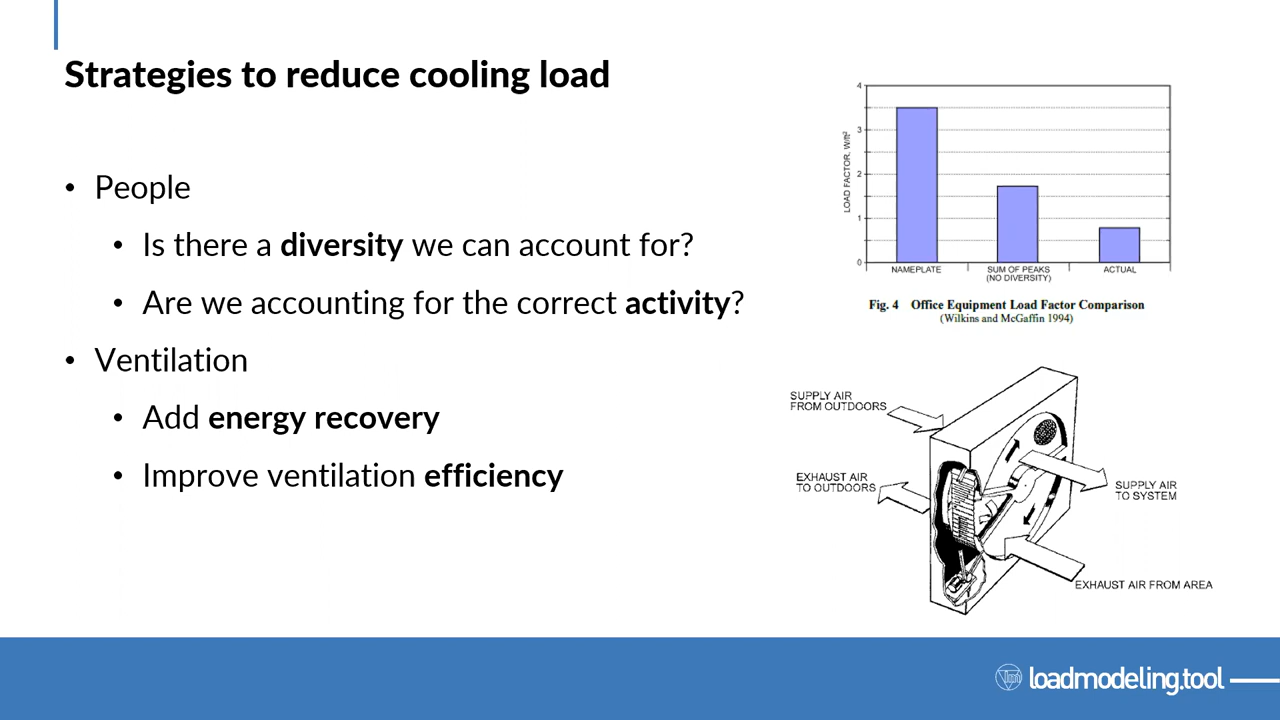 Strategies to reduce cooling load
• People
• Is there a diversity we can account for?
• Are we accounting for the correct activity?
• Ventilation
• Add energy recovery
• Improve ventilation efficiency
4
3
2
1
0
LOAD FACTOR, W/ft²
NAMEPLATE
SUM OF PEAKS
(NO DIVERSITY)
ACTUAL
Fig. 4 Office Equipment Load Factor Comparison
(Wilkins and McGaffin 1994)
SUPPLY AIR
FROM OUTDOORS
EXHAUST AIR
TO OUTDOORS
SUPPLY AIR
TO SYSTEM
EXHAUST AIR FROM AREA
loadmodeling.tool